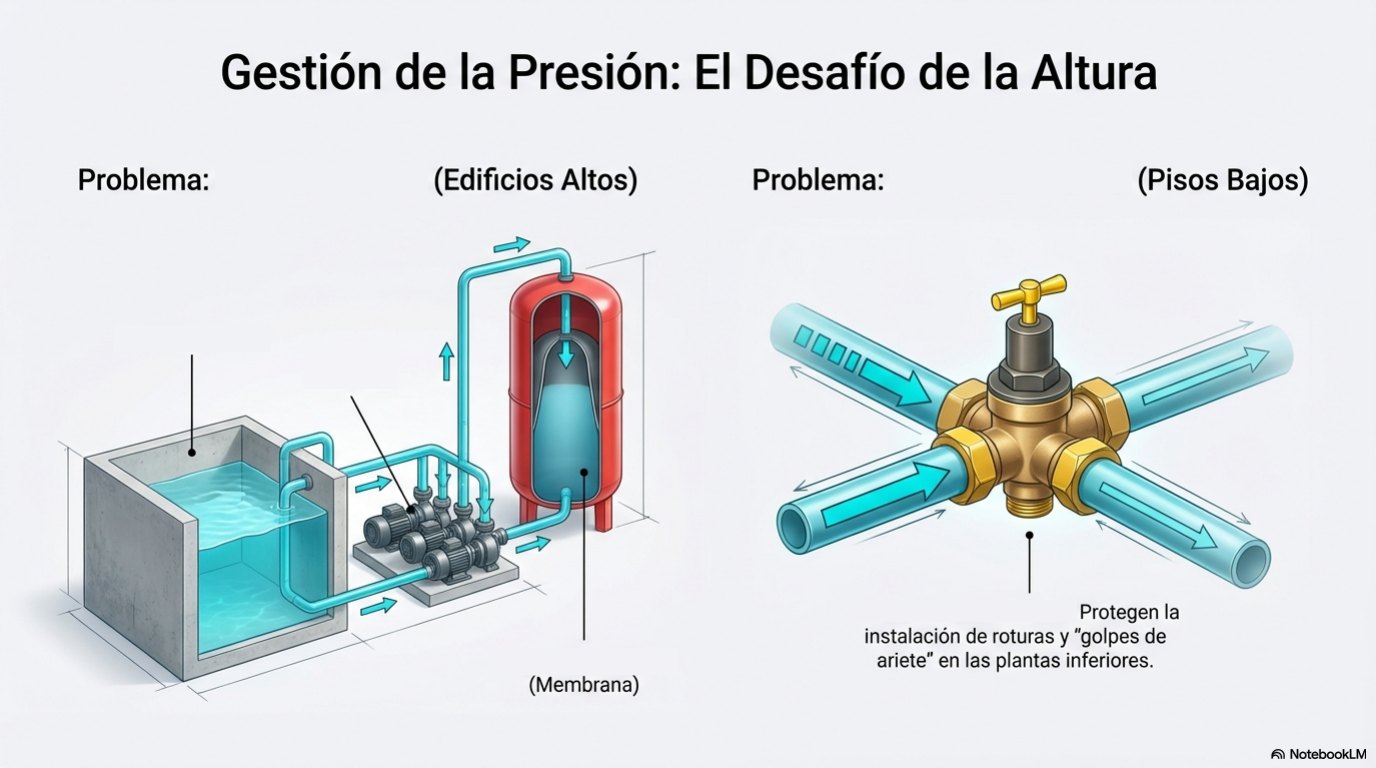 Gestión de la Presión: El Desafío de la Altura
Problema: (Edificios Altos)
Problema: (Pisos Bajos)
(Membrana)
Protegen la
instalación de roturas y "golpes de
ariete" en las plantas inferiores.
NotebookLM